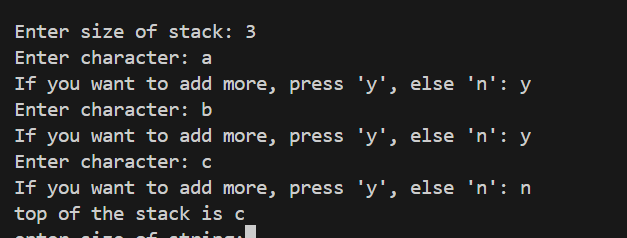 Enter size of stack: 3
Enter character: a
If you want to add more, press 'y', else 'n': y
Enter character: b
If you want to add more, press 'y', else 'n': y
Enter character: c
If you want to add more, press 'y', else 'n': n
top of the stack is c
enter size of string: